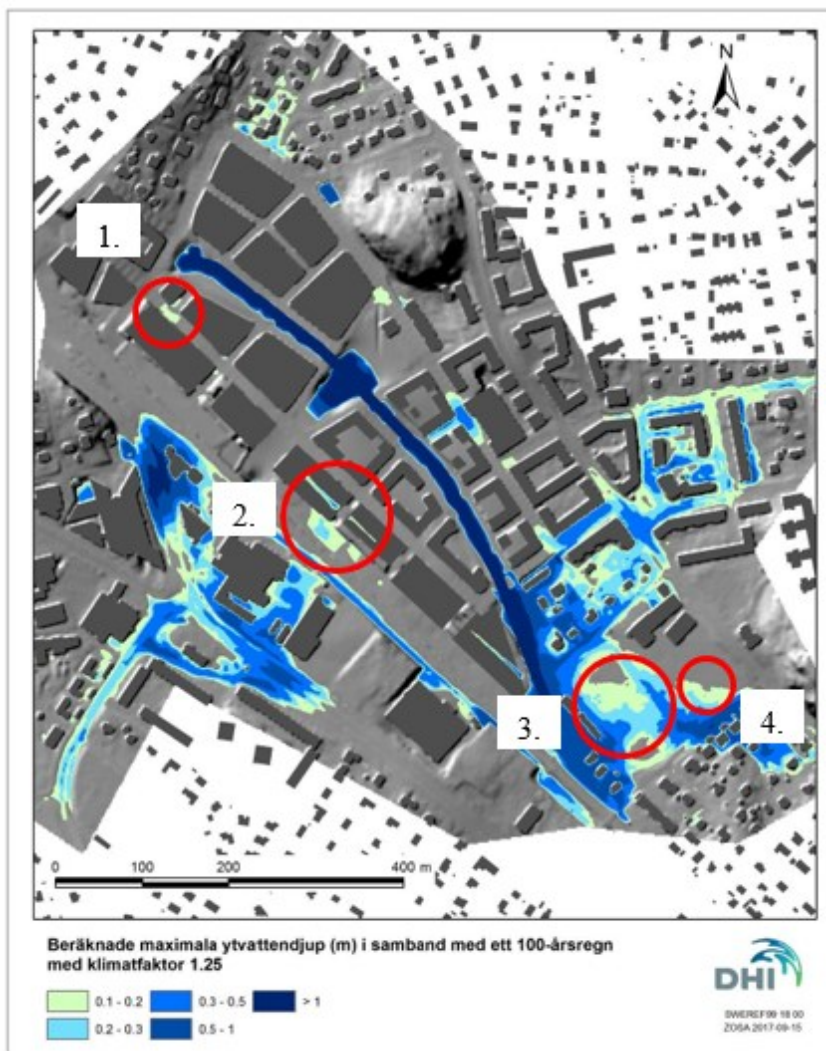 N
1.
2.
3.
4.
0 100 200 400 m
Beräknade maximala ytvattendjup (m) i samband med ett 100-årsregn
med klimatfaktor 1.25
0.1 - 0.2 0.3 - 0.5 > 1
0.2 - 0.3 0.5 - 1
DHI
SWEREF99 18 00
ZOSA 2017-09-15